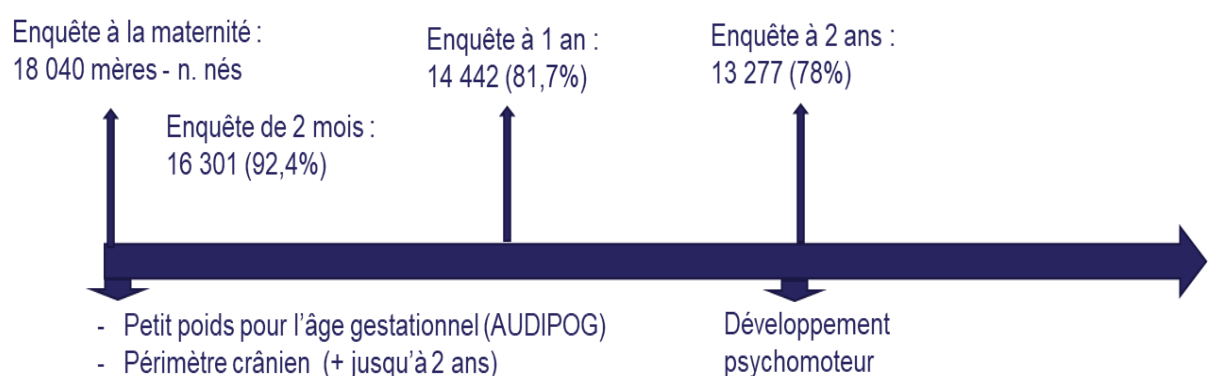 Enquête à la maternité :
18 040 mères - n. nés
Enquête de 2 mois :
16 301 (92,4%)
Enquête à 1 an :
14 442 (81,7%)
Enquête à 2 ans :
13 277 (78%)
- Petit poids pour l’âge gestationnel (AUDIPOG)
- Périmètre crânien (+ jusqu’à 2 ans)
Développement
psychomoteur